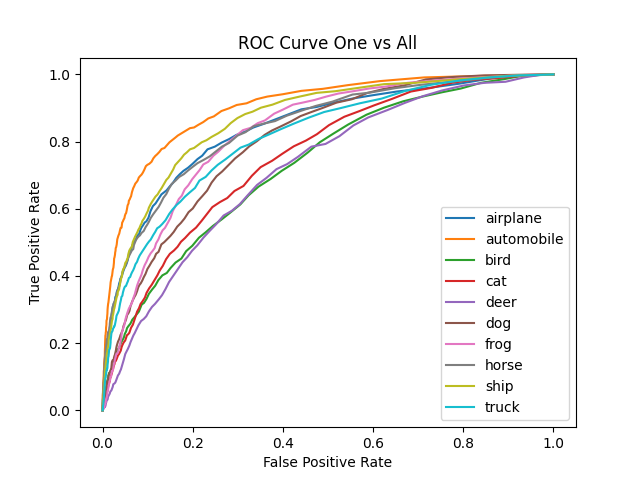 ROC Curve One vs All
True Positive Rate
1.0
0.8
0.6
0.4
0.2
0.0
airplane
automobile
bird
cat
deer
dog
frog
horse
ship
truck
0.0 0.2 0.4 0.6 0.8 1.0
False Positive Rate